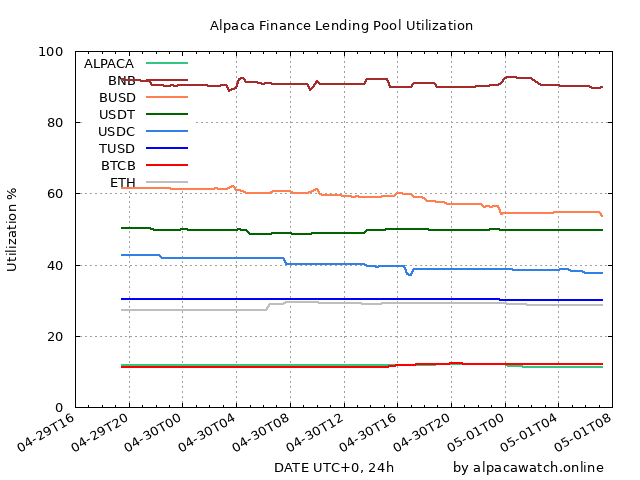 Alpaca Finance Lending Pool Utilization
100
80
60
40
20
0
Utilization %
ALPACA
BNB
BUSD
USDT
USDC
TUSD
BTCB
ETH
04-29T16
04-29T20
04-30T00
04-30T04
04-30T08
04-30T12
04-30T16
04-30T20
05-01T00
05-01T04
05-01T08
DATE UTC+0, 24h
by alpacawatch.online